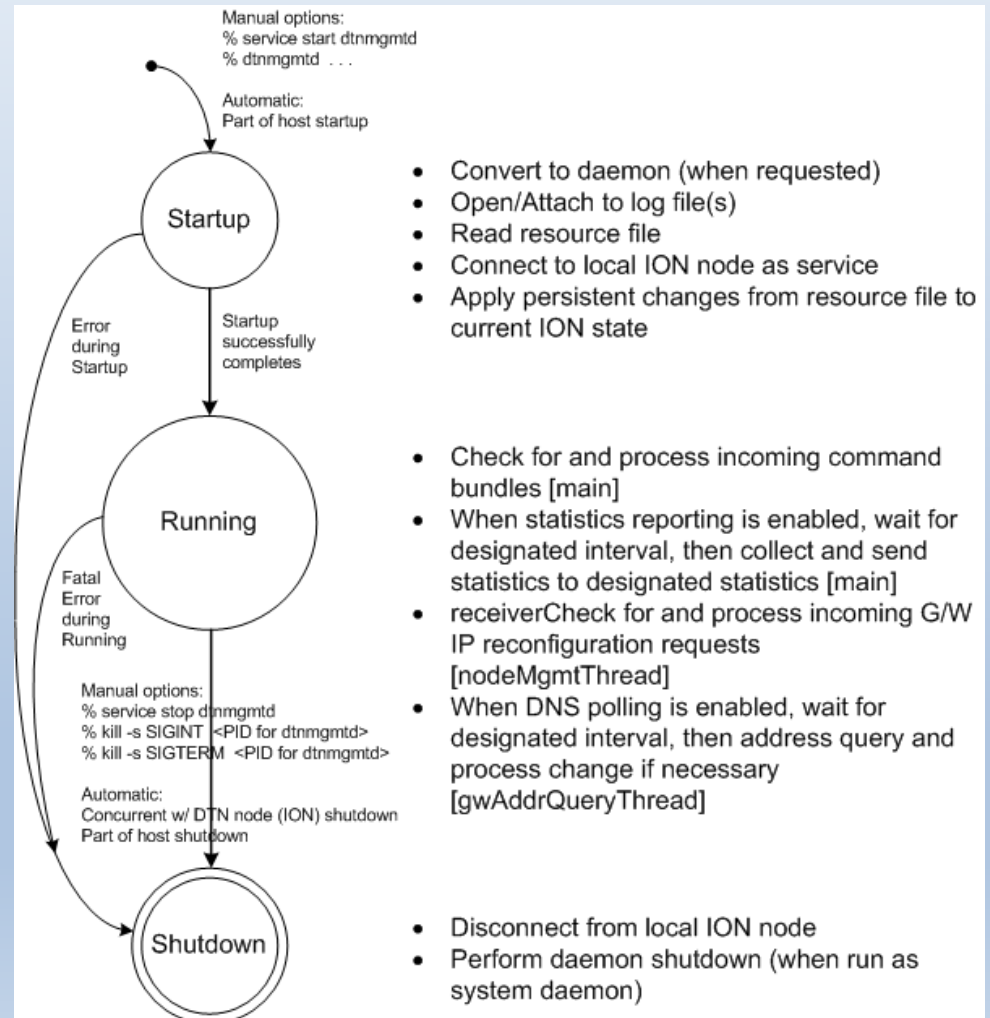 Manual options:
% service start dtnmgmtd
% dtnmgmtd . . .
Automatic:
Part of host startup
Startup
• Convert to daemon (when requested)
• Open/Attach to log file(s)
• Read resource file
• Connect to local ION node as service
• Apply persistent changes from resource file to
current ION state
Error
during
Startup
Startup
successfully
completes
Running
• Check for and process incoming command
bundles [main]
• When statistics reporting is enabled, wait for
designated interval, then collect and send
statistics to designated statistics [main]
• receiverCheck for and process incoming G/W
IP reconfiguration requests
[nodeMgmtThread]
• When DNS polling is enabled, wait for
designated interval, then address query and
process change if necessary
[gwAddrQueryThread]
Fatal
Error
during
Running
Manual options:
% service stop dtnmgmtd
% kill -s SIGINT <PID for dtnmgmtd>
% kill -s SIGTERM <PID for dtnmgmtd>
Automatic:
Concurrent w/ DTN node (ION) shutdown
Part of host shutdown
Shutdown
• Disconnect from local ION node
• Perform daemon shutdown (when run as
system daemon)